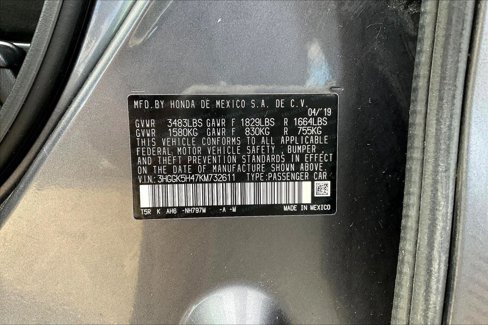 MFD.BY HONDA DE MEXICO S.A. DE C.V.
04/19
GVWR 3483LBS GAWR F 1829LBS R 1664LBS
GVWR 1580KG GAWR F 830KG R 755KG
THIS VEHICLE CONFORMS TO ALL APPLICABLE
FEDERAL MOTOR VEHICLE SAFETY, BUMPER,
AND THEFT PREVENTION STANDARDS IN EFFECT
ON THE DATE OF MANUFACTURE SHOWN ABOVE.
VIN: 3HGGK5H47KM732611 TYPE:PASSENGER CAR
T5R K AH6 -NH797M -A -M MADE IN MEXICO